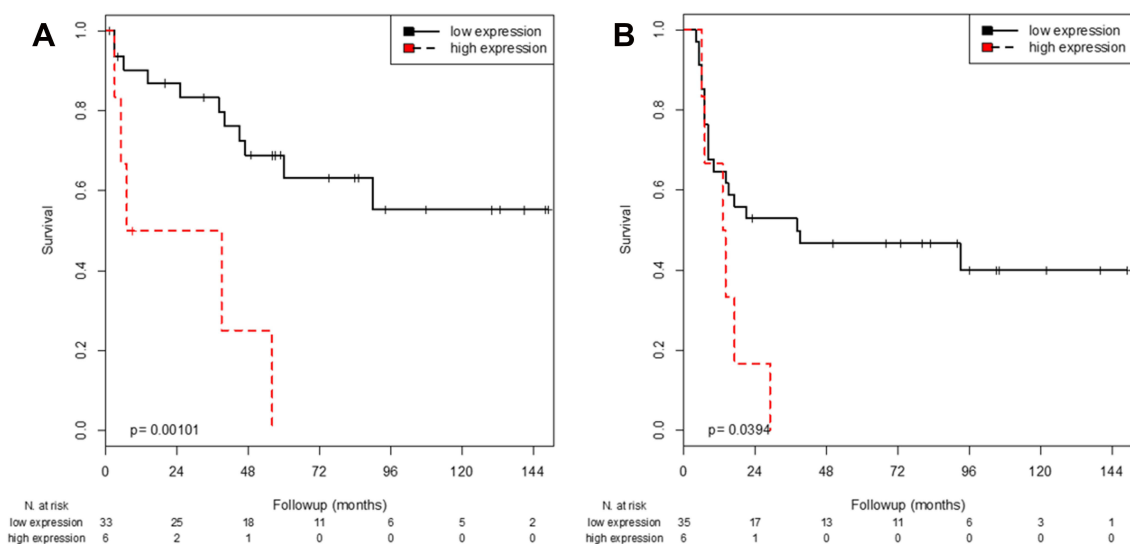 A
low expression
high expression
Survival
1.0
0.8
0.6
0.4
0.2
0.0
p= 0.00101
0 24 48 72 96 120 144
Followup (months)
N. at risk
low expression 33 25 18 11 6 5 2
high expression 6 2 1 0 0 0 0
B
low expression
high expression
Survival
1.0
0.8
0.6
0.4
0.2
0.0
p= 0.0394
0 24 48 72 96 120 144
Followup (months)
N. at risk
low expression 35 17 13 11 6 3 1
high expression 6 1 0 0 0 0 0